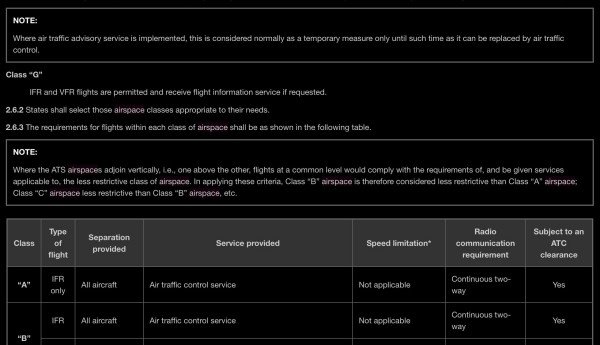 NOTE:
Where air traffic advisory service is implemented, this is considered normally as a temporary measure only until such time as it can be replaced by air traffic
control.
Class “G”
IFR and VFR flights are permitted and receive flight information service if requested.
2.6.2 States shall select those airspace classes appropriate to their needs.
2.6.3 The requirements for flights within each class of airspace shall be as shown in the following table.
NOTE:
Where the ATS airspaces adjoin vertically, i.e., one above the other, flights at a common level would comply with the requirements of, and be given services
applicable to, the less restrictive class of airspace. In applying these criteria, Class “B” airspace is therefore considered less restrictive than Class “A” airspace;
Class “C” airspace less restrictive than Class “B” airspace, etc.
Class
Type
of
flight
Separation
provided
Service provided
Speed limitation*
Radio
communication
requirement
Subject to an
ATC
clearance
“A”
IFR
only
All aircraft
Air traffic control service
Not applicable
Continuous two-
way
Yes
“B”
IFR
All aircraft
Air traffic control service
Not applicable
Continuous two-
way
Yes